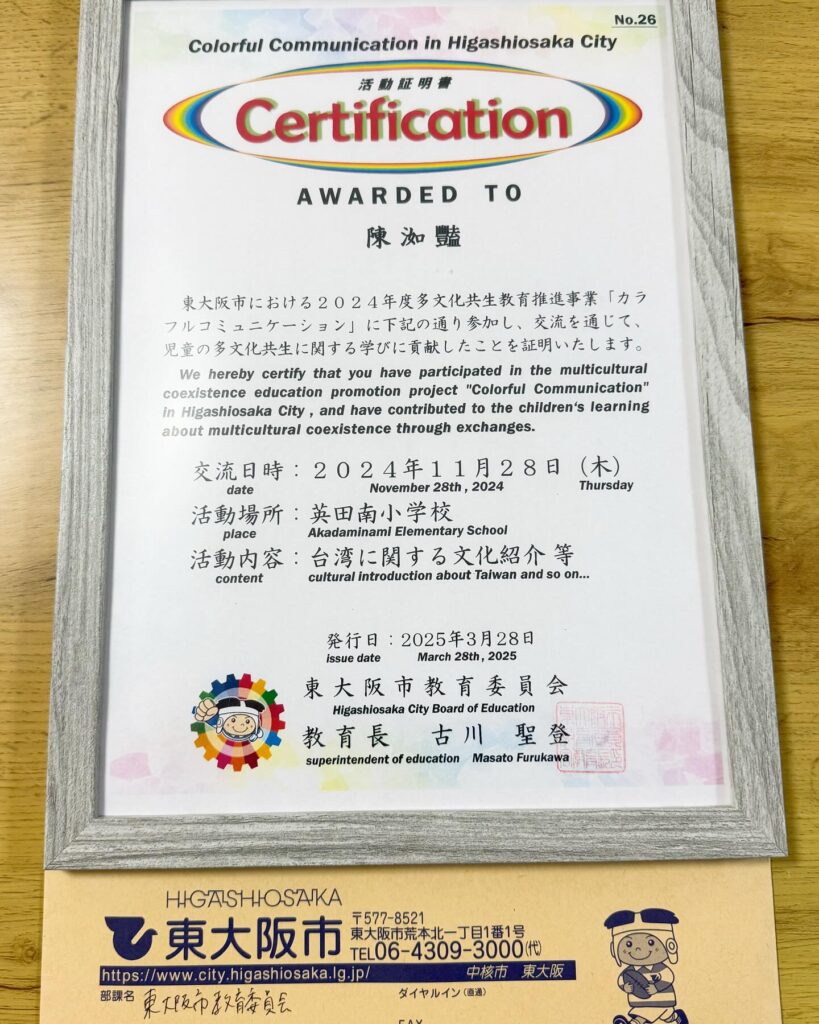 No.26
Colorful Communication in Higashiosaka City
活動証明書
Certification
AWARDED TO
陳洳豔
東大阪市における2024年度多文化共生教育推進事業「カラ
フルコミュニケーション」に下記の通り参加し、交流を通じて、
児童の多文化共生に関する学びに貢献したことを証明いたします。
We hereby certify that you have participated in the multicultural
coexistence education promotion project "Colorful Communication"
in Higashiosaka City , and have contributed to the children's learning
about multicultural coexistence through exchanges.
交流日時：2024年11月28日（木）
date November 28th , 2024 Thursday
活動場所：英田南小学校
place Akadaminami Elementary School
活動内容：台湾に関する文化紹介 等
content cultural introduction about Taiwan and so on...
発行日：2025年3月28日
issue date March 28th , 2025
東大阪市教育委員会
Higashiosaka City Board of Education
教育長 古川 聖登
superintendent of education Masato Furukawa
HIGASHIOSAKA
東大阪市
〒577-8521
東大阪市荒本北一丁目1番1号
TEL06-4309-3000(代)
https://www.city.higashiosaka.lg.jp/ 中核市 東大阪
部課名 東大阪市教育委員会
ダイヤルイン（直通）
FAX